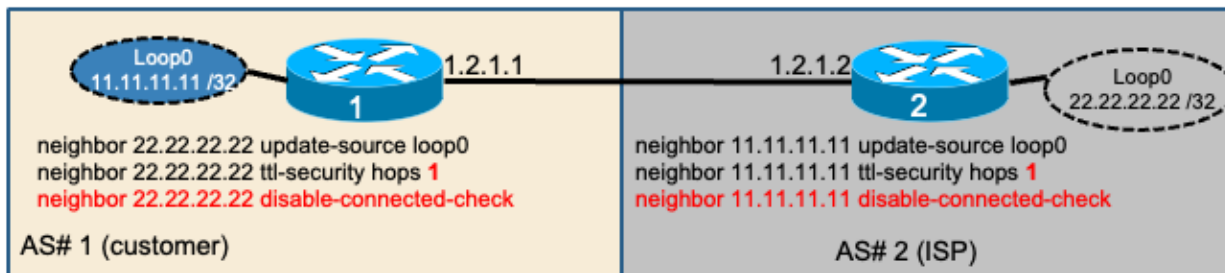 Loop0
11.11.11.11 /32
1.2.1.1
1.2.1.2
Loop0
22.22.22.22 /32
1
2
neighbor 22.22.22.22 update-source loop0
neighbor 22.22.22.22 ttl-security hops 1
neighbor 22.22.22.22 disable-connected-check
neighbor 11.11.11.11 update-source loop0
neighbor 11.11.11.11 ttl-security hops 1
neighbor 11.11.11.11 disable-connected-check
AS# 1 (customer)
AS# 2 (ISP)